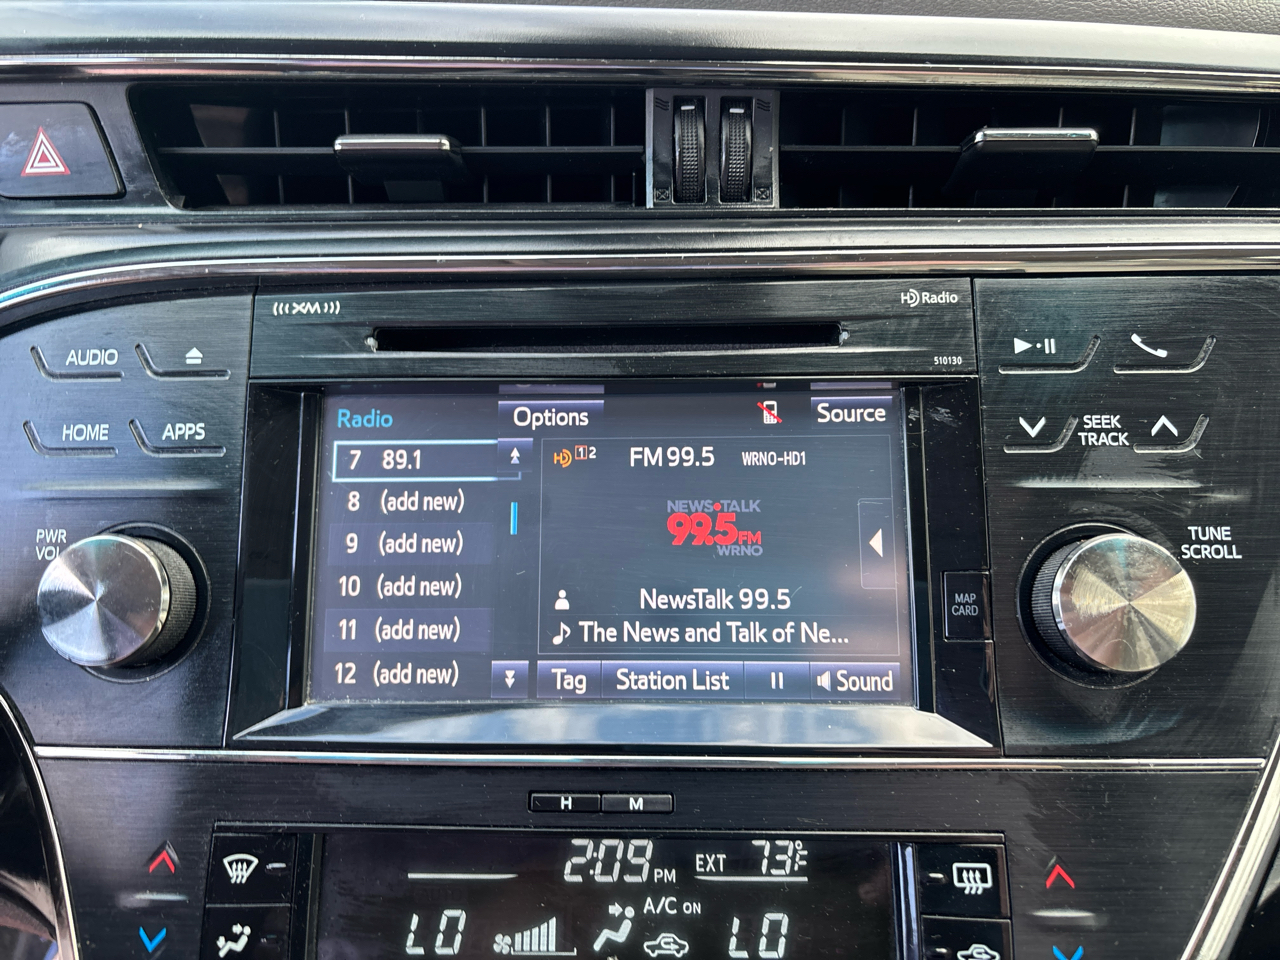 XM
HD Radio
510130
AUDIO
HOME
APPS
PWR
VOL
Radio
Options
Source
7 89.1
8 (add new)
9 (add new)
10 (add new)
11 (add new)
12 (add new)
HD 1 2
FM 99.5
WRNO-HD1
NEWS•TALK
99.5 FM
WRNO
NewsTalk 99.5
The News and Talk of Ne...
Tag
Station List
Sound
SEEK
TRACK
TUNE
SCROLL
MAP
CARD
H
M
2:09 PM
EXT 73°F
A/C ON
LO
LO